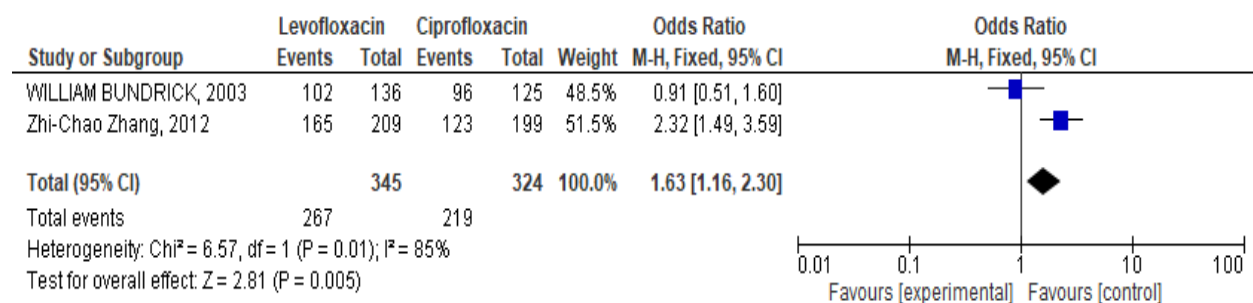 Levofloxacin Ciprofloxacin Odds Ratio Odds Ratio
Study or Subgroup Events Total Events Total Weight M-H, Fixed, 95% CI M-H, Fixed, 95% CI
WILLIAM BUNDRICK, 2003 102 136 96 125 48.5% 0.91 [0.51, 1.60]
Zhi-Chao Zhang, 2012 165 209 123 199 51.5% 2.32 [1.49, 3.59]
Total (95% CI) 345 324 100.0% 1.63 [1.16, 2.30]
Total events 267 219
Heterogeneity: Chi² = 6.57, df = 1 (P = 0.01); I² = 85%
Test for overall effect: Z = 2.81 (P = 0.005)
0.01 0.1 1 10 100
Favours [experimental] Favours [control]